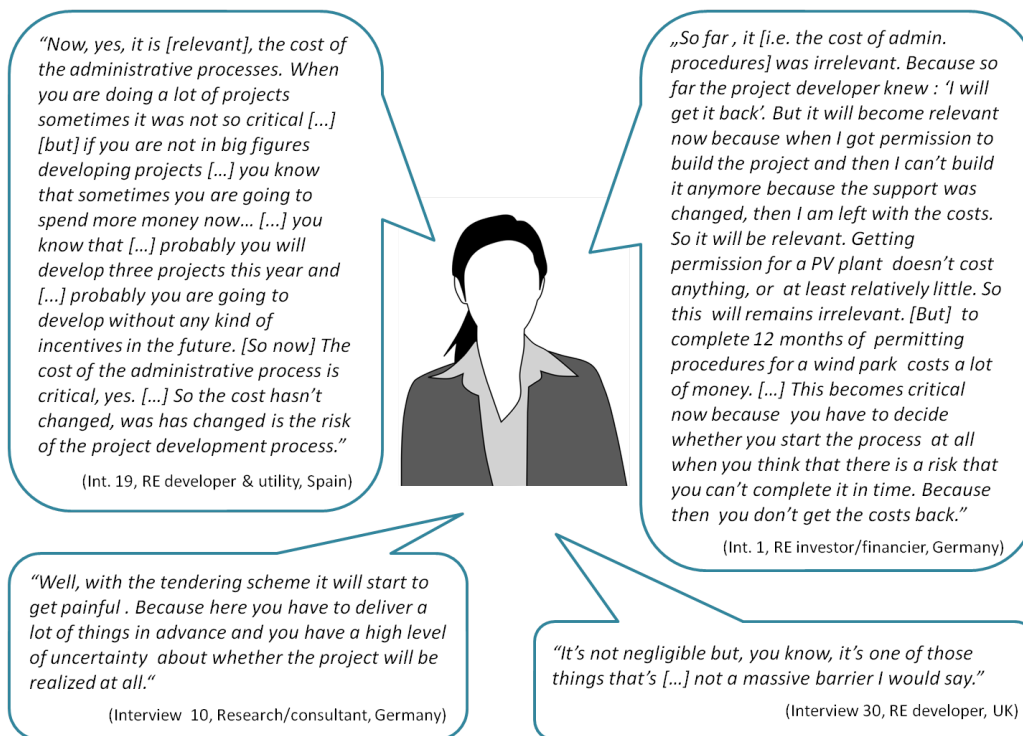 “Now, yes, it is [relevant], the cost of
the administrative processes. When
you are doing a lot of projects
sometimes it was not so critical […]
[but] if you are not in big figures
developing projects […] you know
that sometimes you are going to
spend more money now… […] you
know that […] probably you will
develop three projects this year and
[…] probably you are going to
develop without any kind of
incentives in the future. [So now] The
cost of the administrative process is
critical, yes. […] So the cost hasn’t
changed, was has changed is the risk
of the project development process.”
(Int. 19, RE developer & utility, Spain)
„So far , it [i.e. the cost of admin.
procedures] was irrelevant. Because so
far the project developer knew : ‘I will
get it back’. But it will become relevant
now because when I got permission to
build the project and then I can’t build
it anymore because the support was
changed, then I am left with the costs.
So it will be relevant. Getting
permission for a PV plant doesn’t cost
anything, or at least relatively little. So
this will remains irrelevant. [But] to
complete 12 months of permitting
procedures for a wind park costs a lot
of money. […] This becomes critical
now because you have to decide
whether you start the process at all
when you think that there is a risk that
you can’t complete it in time. Because
then you don’t get the costs back.”
(Int. 1, RE investor/financier, Germany)
“Well, with the tendering scheme it will start to
get painful . Because here you have to deliver a
lot of things in advance and you have a high level
of uncertainty about whether the project will be
realized at all.“
(Interview 10, Research/consultant, Germany)
“It’s not negligible but, you know, it’s one of those
things that’s […] not a massive barrier I would say.”
(Interview 30, RE developer, UK)